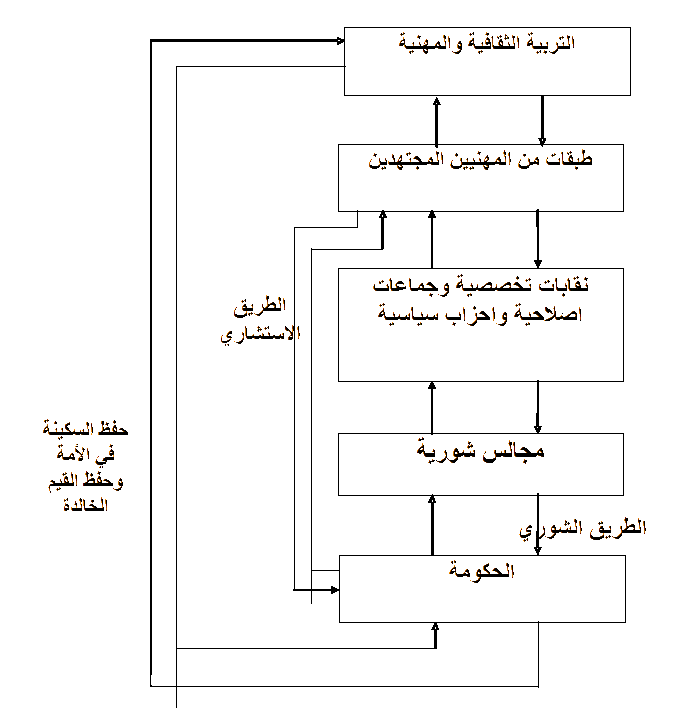 التربية الثقافية والمهنية
طبقات من المهنيين المجتهدين
نقابات تخصصية وجماعات
اصلاحية واحزاب سياسية
الطريق
الاستشاري
حفظ السكينة
في الأمة
وحفظ القيم
الخالدة
مجالس شورية
الطريق الشوري
الحكومة